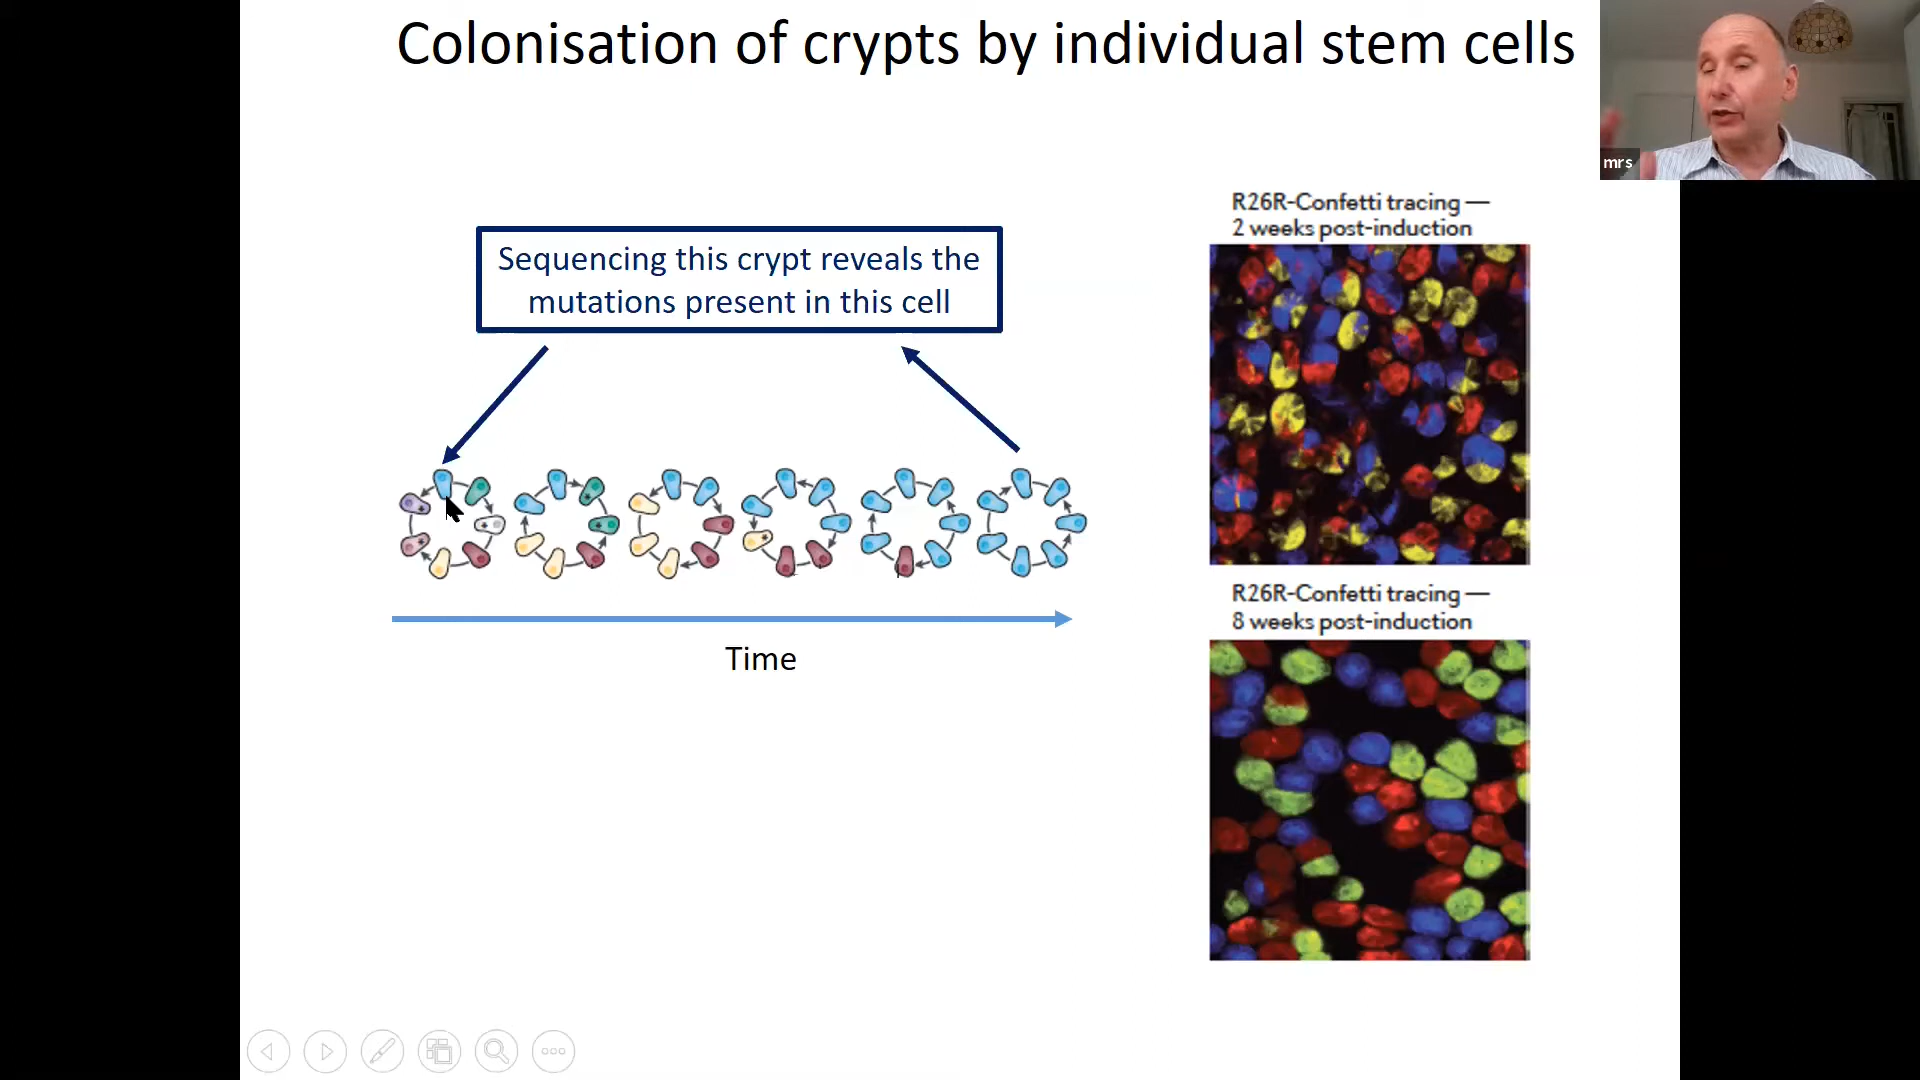 Colonisation of crypts by individual stem cells
mrs
Sequencing this crypt reveals the
mutations present in this cell
Time
R26R-Confetti tracing —
2 weeks post-induction
R26R-Confetti tracing —
8 weeks post-induction